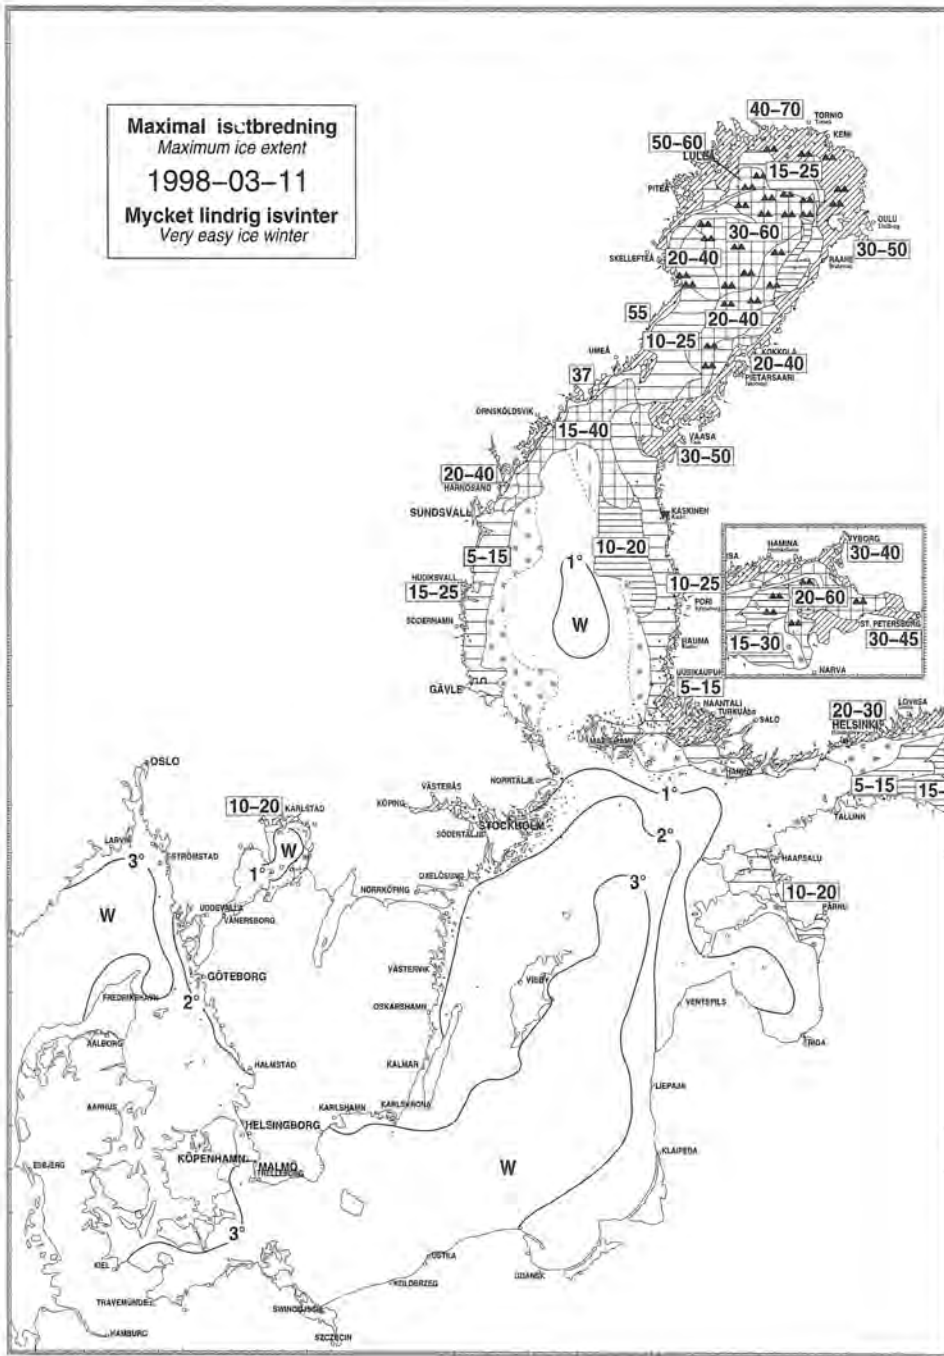 Maximal isutbredning
Maximum ice extent
1998-03-11
Mycket lindrig isvinter
Very easy ice winter
40-70
TORNIO
KEMI
50-60
LULEÅ
15-25
PITEÅ
OULU
30-60
30-50
SKELLEFTEÅ
20-40
RAAHE
55
20-40
10-25
UMEÅ
KOKKOLA
20-40
PIETARSAARI
37
ÖRNSKÖLDSVIK
15-40
VAASA
30-50
20-40
HÄRNÖSAND
SUNDSVALL
KASKINEN
5-15
10-20
1°
HAMINA
VYBORG
30-40
HUDIKSVALL
15-25
10-25
PORI
20-60
SÖDERHAMN
W
ST. PETERSBURG
30-45
RAUMA
15-30
NARVA
UUSIKAUPUNKI
GÄVLE
5-15
NAANTALI
TURKU
SALO
20-30
LOVIISA
HELSINKI
MARIEHAMN
HANKO
OSLO
NORRTÄLJE
1°
5-15
15-
TALLINN
VÄSTERÅS
KÖPING
10-20
KARLSTAD
STOCKHOLM
SÖDERTÄLJE
2°
LARVIK
3°
STRÖMSTAD
W
1°
HAAPSALU
OXELÖSUND
3°
NORRKÖPING
10-20
PÄRNU
W
UDDEVALLA
VÄNERSBORG
GÖTEBORG
VÄSTERVIK
VISBY
FREDRIKSHAVN
2°
OSKARSHAMN
VENTSPILS
AALBORG
RIGA
HALMSTAD
KALMAR
LIEPAJA
AARHUS
KARLSHAMN
KARLSKRONA
HELSINGBORG
KÖPENHAMN
MALMÖ
TRELLEBORG
KLAIPEDA
ESBJERG
W
3°
KIEL
USTKA
GDANSK
KOLOBRZEG
TRAVEMÜNDE
SWINOUJSCIE
HAMBURG
SZCZECIN